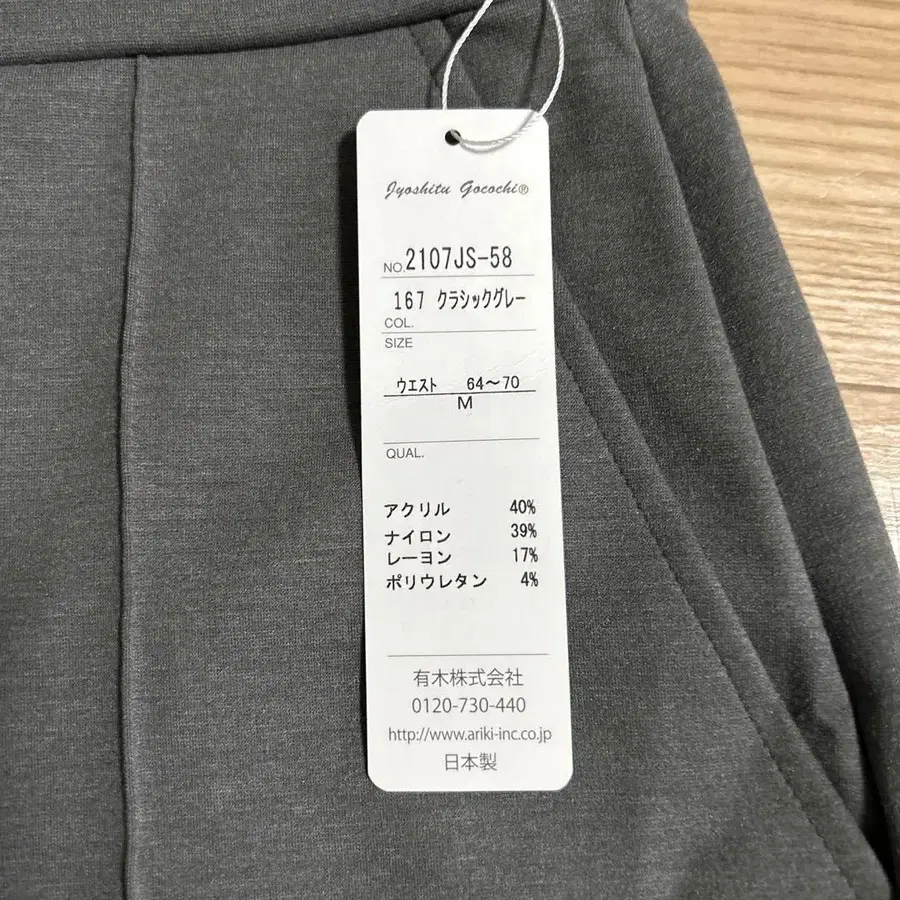 Jyoshitu Gocochi®
NO. 2107JS-58
167 クラシックグレー
COL.
SIZE
ウエスト 64～70
M
QUAL.
アクリル 40%
ナイロン 39%
レーヨン 17%
ポリウレタン 4%
有木株式会社
0120-730-440
http://www.ariki-inc.co.jp
日本製